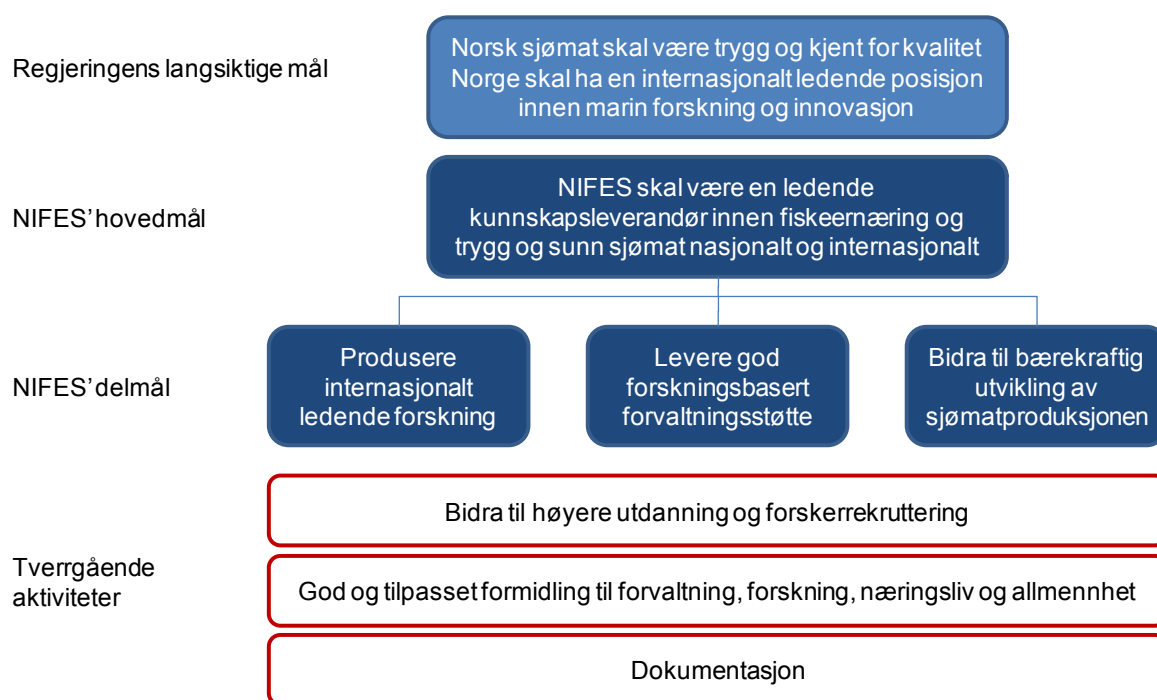 Regjeringens langsiktige mål
Norsk sjømat skal være trygg og kjent for kvalitet
Norge skal ha en internasjonalt ledende posisjon
innen marin forskning og innovasjon
NIFES' hovedmål
NIFES skal være en ledende
kunnskapsleverandør innen fiskeernæring og
trygg og sunn sjømat nasjonalt og internasjonalt
NIFES' delmål
Produsere
internasjonalt
ledende forskning
Levere god
forskningsbasert
forvaltningsstøtte
Bidra til bærekraftig
utvikling av
sjømatproduksjonen
Tverrgående
aktiviteter
Bidra til høyere utdanning og forskerrekruttering
God og tilpasset formidling til forvaltning, forskning, næringsliv og allmennhet
Dokumentasjon